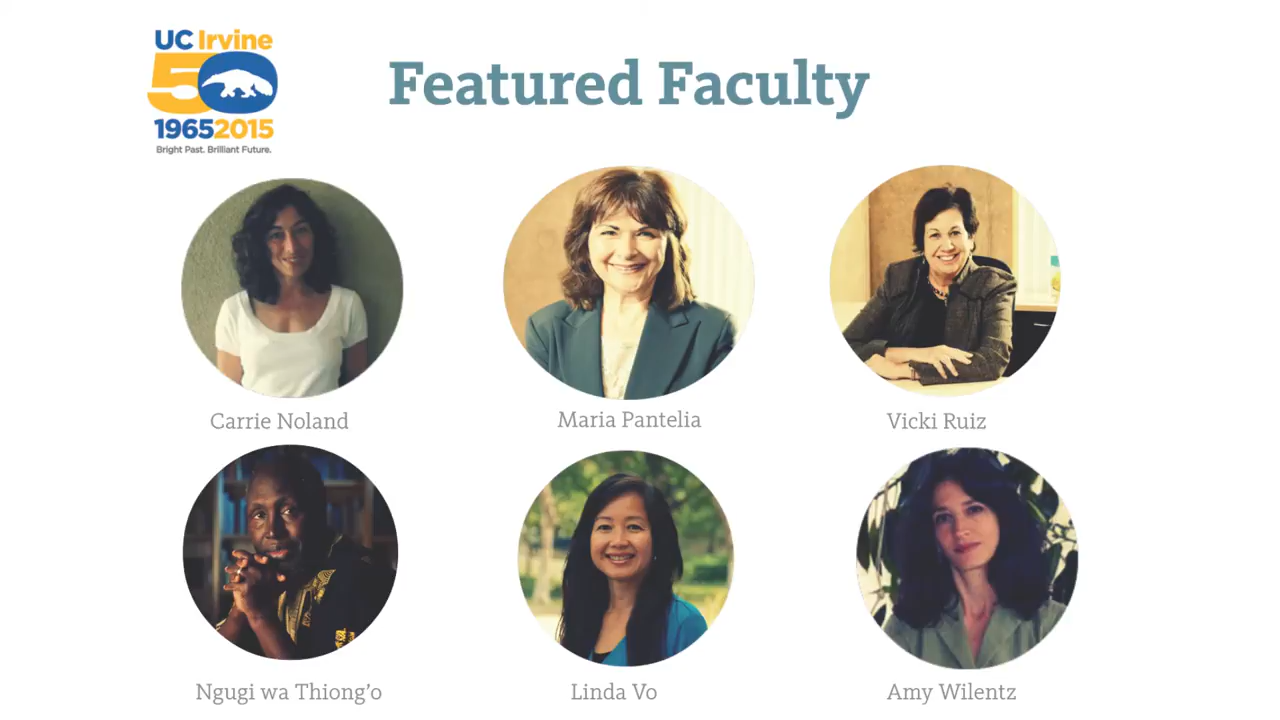 UC Irvine
50
19652015
Bright Past. Brilliant Future.
Featured Faculty
Carrie Noland
Maria Pantelia
Vicki Ruiz
Ngugi wa Thiong’o
Linda Vo
Amy Wilentz